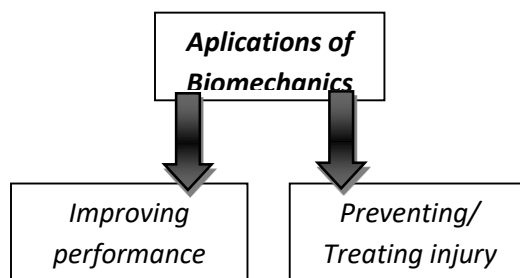 Aplications of
Biomechanics
Improving
performance
Preventing/
Treating injury